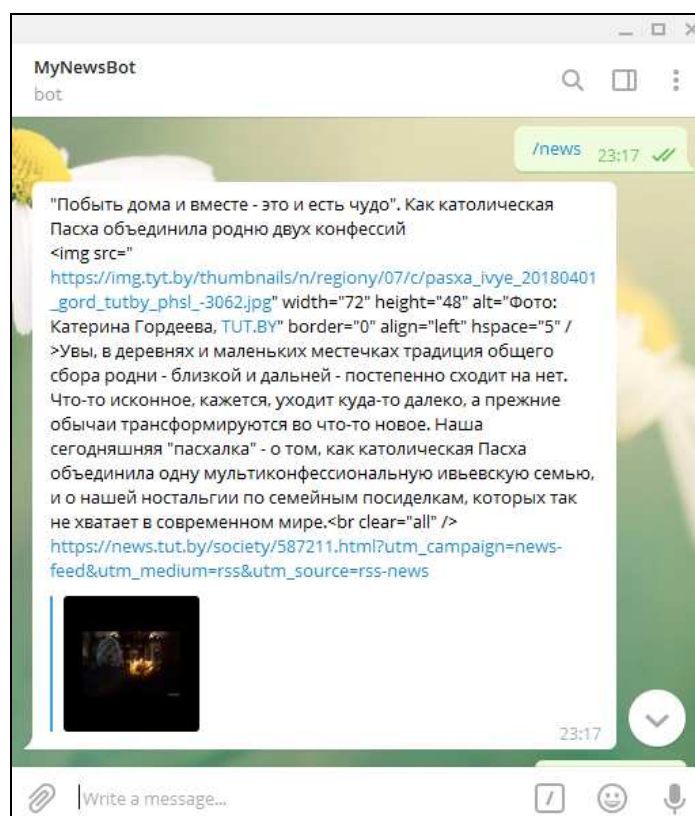 MyNewsBot
bot
/news 23:17
"Побыть дома и вместе - это и есть чудо". Как католическая
Пасха объединила родню двух конфессий
<img src="
https://img.tyt.by/thumbnails/n/regiony/07/c/pasxa_ivye_20180401
_gord_tutby_phsl_-3062.jpg" width="72" height="48" alt="Фото:
Катерина Гордеева, TUT.BY" border="0" align="left" hspace="5" /
>Увы, в деревнях и маленьких местечках традиция общего
сбора родни - близкой и дальней - постепенно сходит на нет.
Что-то исконное, кажется, уходит куда-то далеко, а прежние
обычаи трансформируются во что-то новое. Наша
сегодняшняя "пасхалка" - о том, как католическая Пасха
объединила одну мультиконфессиональную ивьевскую семью,
и о нашей ностальгии по семейным посиделкам, которых так
не хватает в современном мире.<br clear="all" />
https://news.tut.by/society/587211.html?utm_campaign=news-
feed&utm_medium=rss&utm_source=rss-news
23:17
Write a message...